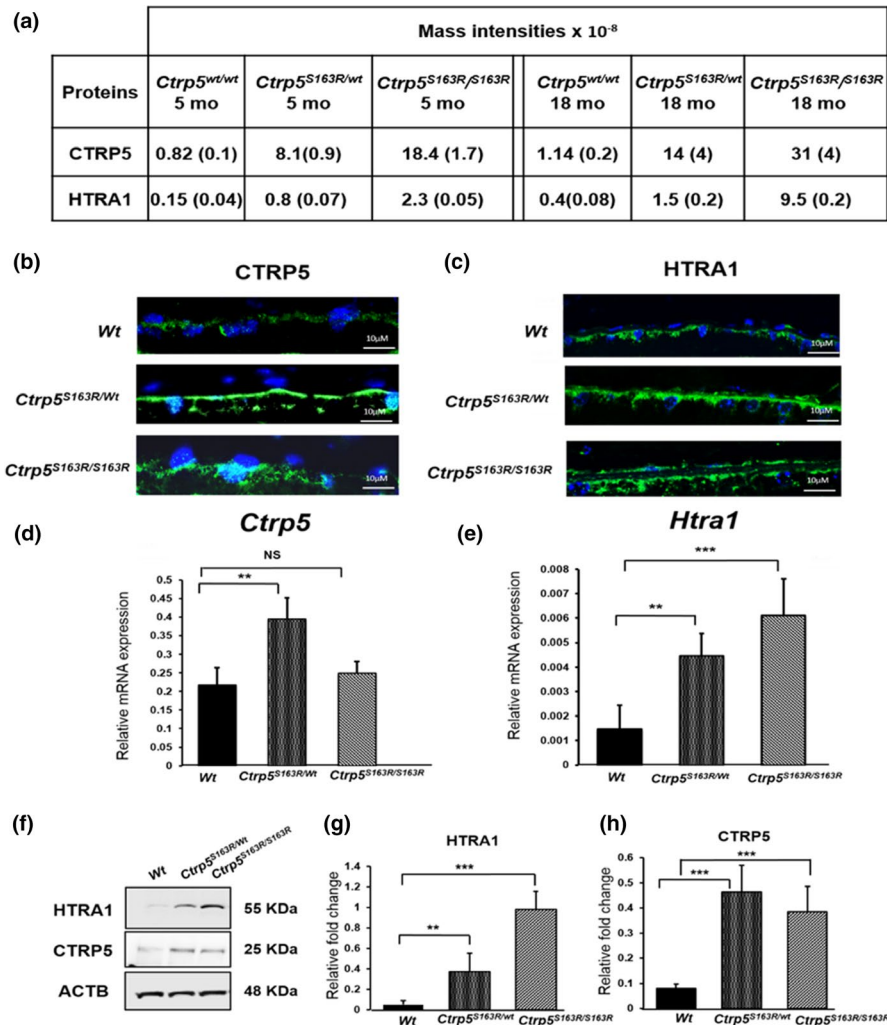 (a)
Mass intensities x 10-8
Proteins
Ctrp5wt/wt
5 mo
Ctrp5S163R/wt
5 mo
Ctrp5S163R/S163R
5 mo
Ctrp5wt/wt
18 mo
Ctrp5S163R/wt
18 mo
Ctrp5S163R/S163R
18 mo
CTRP5 0.82 (0.1) 8.1(0.9) 18.4 (1.7) 1.14 (0.2) 14 (4) 31 (4)
HTRA1 0.15 (0.04) 0.8 (0.07) 2.3 (0.05) 0.4(0.08) 1.5 (0.2) 9.5 (0.2)
(b)
CTRP5
Wt
10µM
Ctrp5S163R/Wt
10µM
Ctrp5S163R/S163R
10µM
(c)
HTRA1
Wt
10µM
Ctrp5S163R/Wt
10µM
Ctrp5S163R/S163R
10µM
(d)
Ctrp5
NS
**
Relative mRNA expression
0.5
0.45
0.4
0.35
0.3
0.25
0.2
0.15
0.1
0.05
0
Wt
Ctrp5S163R/Wt
Ctrp5S163R/S163R
(e)
Htra1
***
**
Relative mRNA expression
0.008
0.007
0.006
0.005
0.004
0.003
0.002
0.001
0
Wt
Ctrp5S163R/Wt
Ctrp5S163R/S163R
(f)
Wt
Ctrp5S163R/Wt
Ctrp5S163R/S163R
HTRA1 55 KDa
CTRP5 25 KDa
ACTB 48 KDa
(g)
HTRA1
***
**
Relative fold change
1.4
1.2
1
0.8
0.6
0.4
0.2
0
Wt
Ctrp5S163R/wt
Ctrp5S163R/S163R
(h)
CTRP5
***
***
Relative fold change
0.6
0.5
0.4
0.3
0.2
0.1
0
Wt
Ctrp5S163R/wt
Ctrp5S163R/S163R